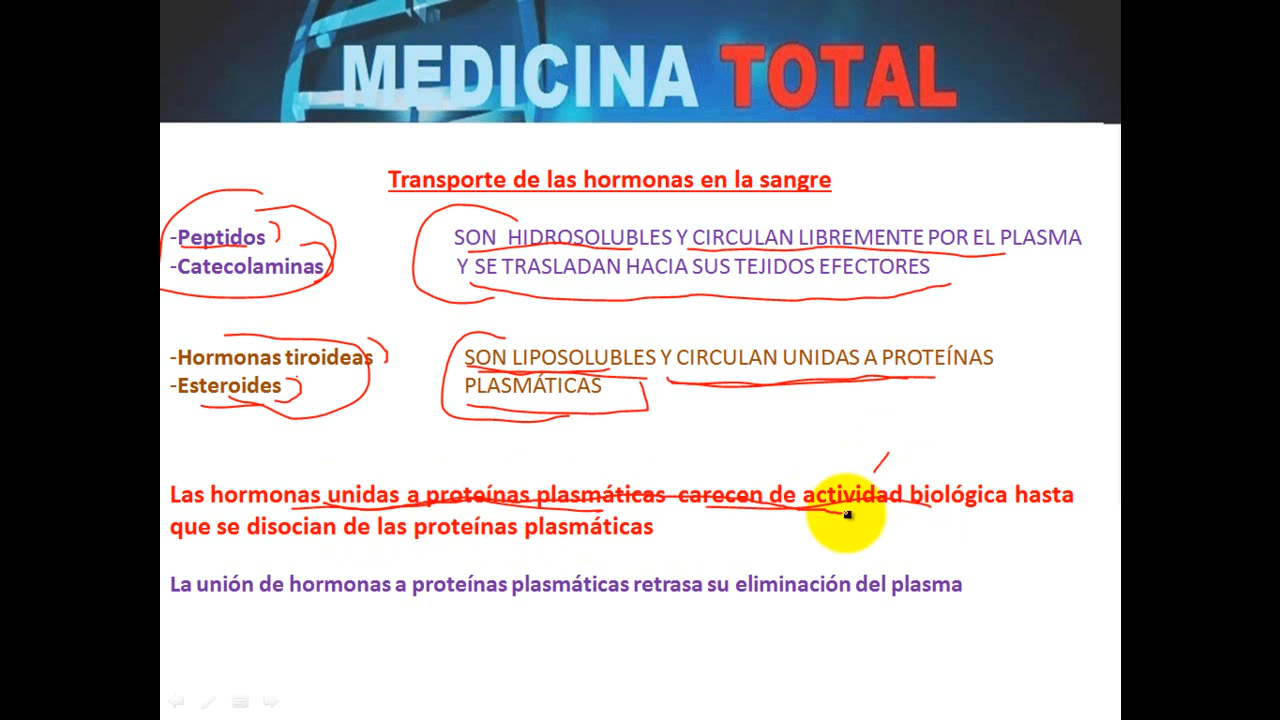 MEDICINA TOTAL
Transporte de las hormonas en la sangre
-Peptidos SON HIDROSOLUBLES Y CIRCULAN LIBREMENTE POR EL PLASMA
-Catecolaminas Y SE TRASLADAN HACIA SUS TEJIDOS EFECTORES
-Hormonas tiroideas SON LIPOSOLUBLES Y CIRCULAN UNIDAS A PROTEÍNAS
-Esteroides PLASMÁTICAS
Las hormonas unidas a proteínas plasmáticas carecen de actividad biológica hasta
que se disocian de las proteínas plasmáticas
La unión de hormonas a proteínas plasmáticas retrasa su eliminación del plasma